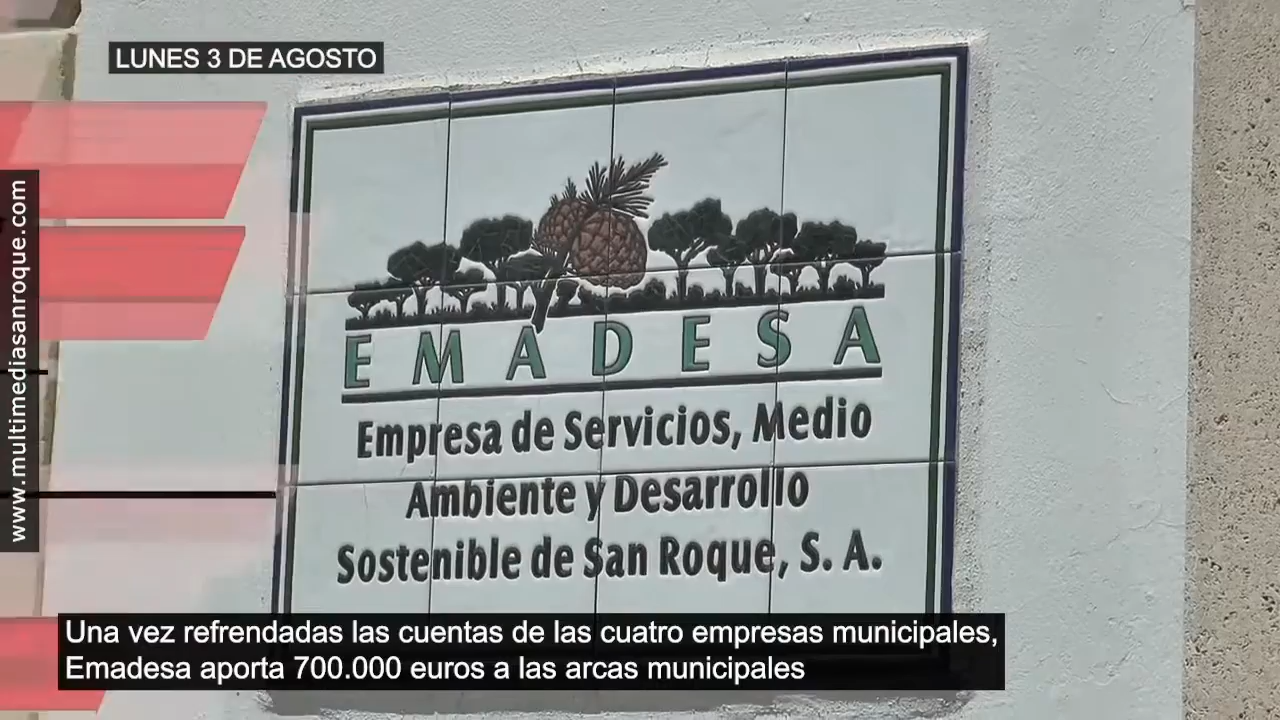 LUNES 3 DE AGOSTO
www.multimediasanroque.com
EMADESA
Empresa de Servicios, Medio
Ambiente y Desarrollo
Sostenible de San Roque, S. A.
Una vez refrendadas las cuentas de las cuatro empresas municipales,
Emadesa aporta 700.000 euros a las arcas municipales